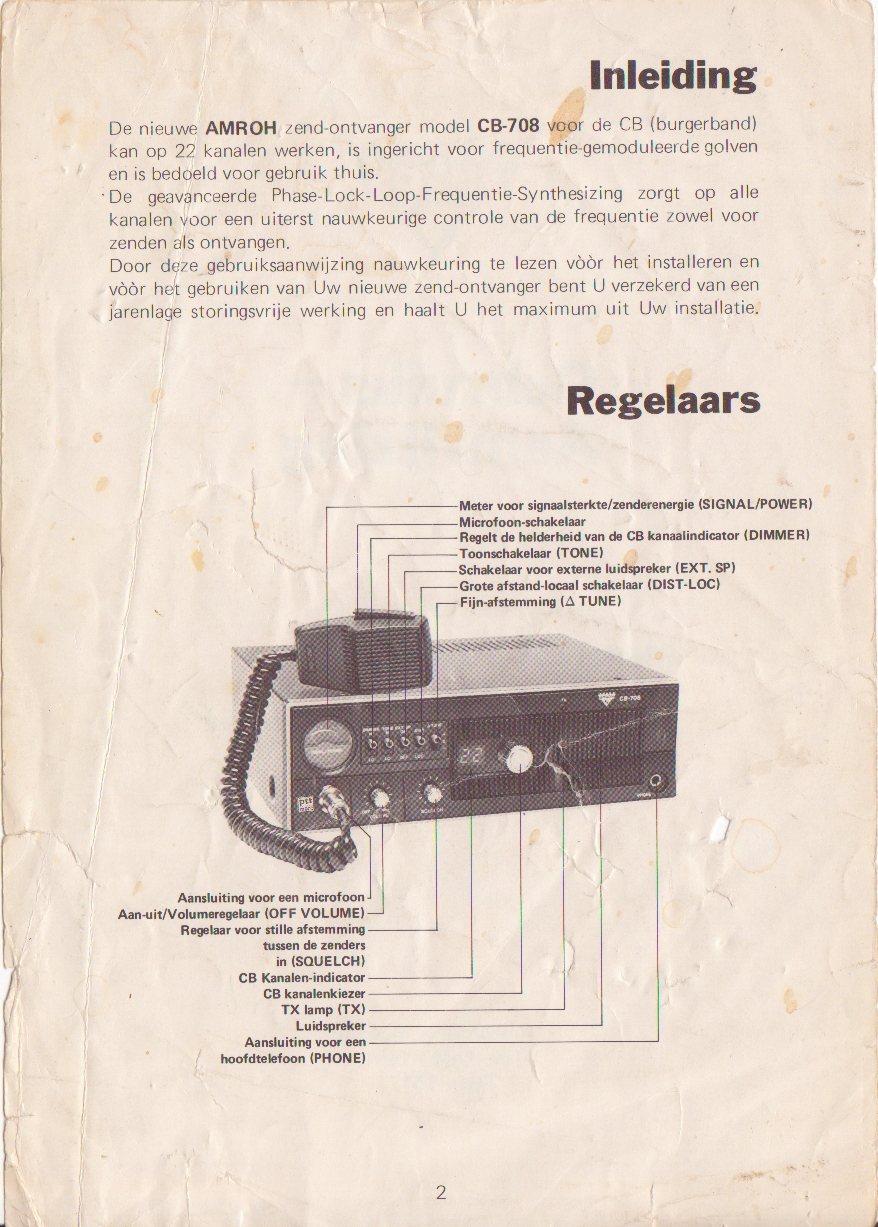 Inleiding
De nieuwe AMROH zend-ontvanger model CB-708 voor de CB (burgerband)
kan op 22 kanalen werken, is ingericht voor frequentie-gemoduleerde golven
en is bedoeld voor gebruik thuis.
De geavanceerde Phase-Lock-Loop-Frequentie-Synthesizing zorgt op alle
kanalen voor een uiterst nauwkeurige controle van de frequentie zowel voor
zenden als ontvangen.
Door deze gebruiksaanwijzing nauwkeuring te lezen vòòr het installeren en
vòòr het gebruiken van Uw nieuwe zend-ontvanger bent U verzekerd van een
jarenlage storingsvrije werking en haalt U het maximum uit Uw installatie.
Regelaars
Meter voor signaalsterkte/zenderenergie (SIGNAL/POWER)
Microfoon-schakelaar
Regelt de helderheid van de CB kanaalindicator (DIMMER)
Toonschakelaar (TONE)
Schakelaar voor externe luidspreker (EXT. SP)
Grote afstand-locaal schakelaar (DIST-LOC)
Fijn-afstemming (Δ TUNE)
CB-708
22
ptt
SQUELCH
PHONE
Aansluiting voor een microfoon
Aan-uit/Volumeregelaar (OFF VOLUME)
Regelaar voor stille afstemming
tussen de zenders
in (SQUELCH)
CB Kanalen-indicator
CB kanalenkiezer
TX lamp (TX)
Luidspreker
Aansluiting voor een
hoofdtelefoon (PHONE)
2